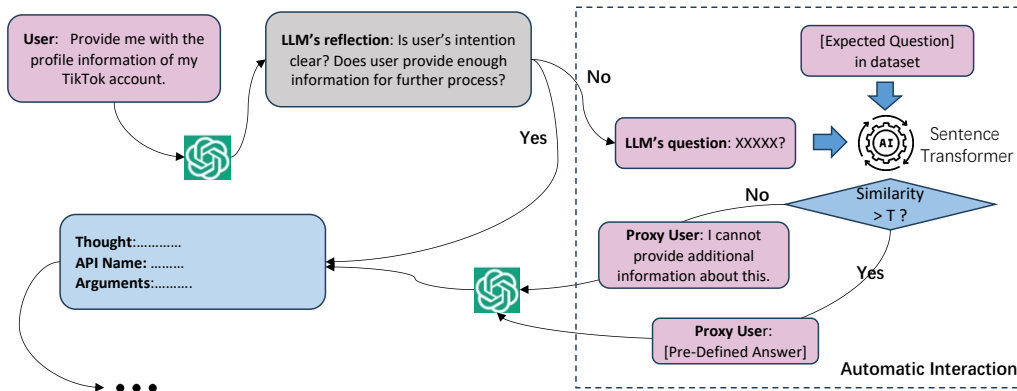 User: Provide me with the
profile information of my
TikTok account.
LLM's reflection: Is user's intention
clear? Does user provide enough
information for further process?
No
Yes
[Expected Question]
in dataset
LLM's question: XXXXX?
AI
Sentence
Transformer
Similarity
> T ?
No
Yes
Proxy User: I cannot
provide additional
information about this.
Proxy User:
[Pre-Defined Answer]
Automatic Interaction
Thought:…………
API Name: ………
Arguments:……….